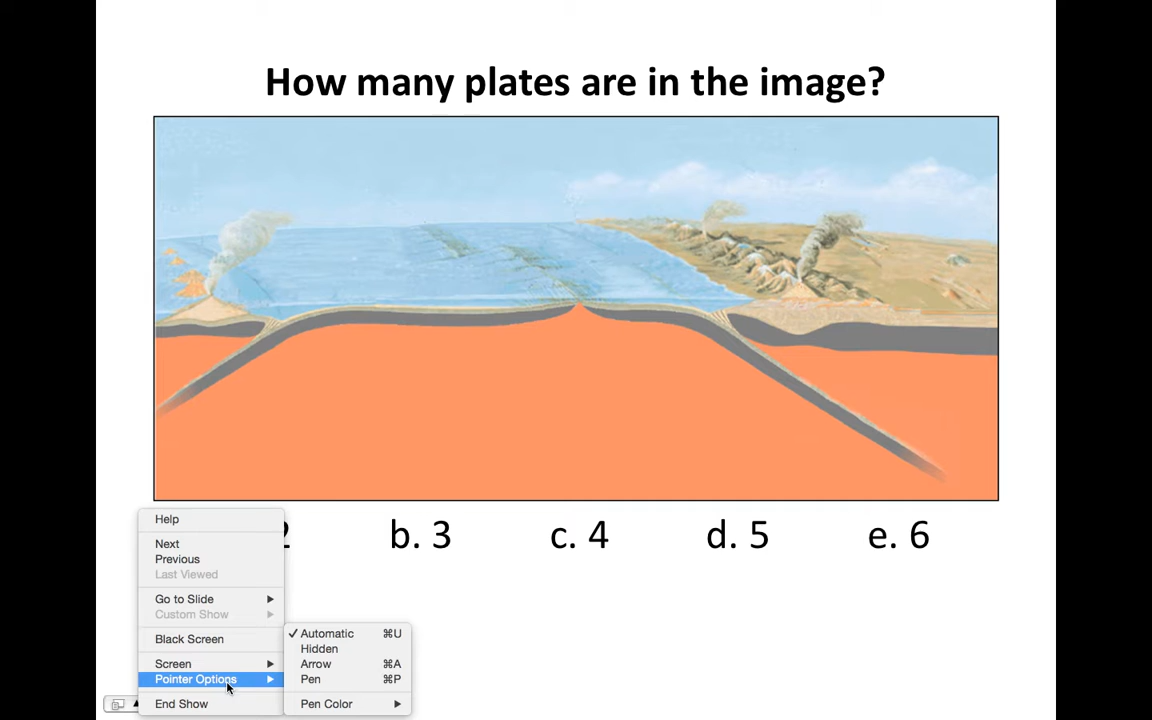 How many plates are in the image?
2 b. 3 c. 4 d. 5 e. 6
Help
Next
Previous
Last Viewed
Go to Slide
Custom Show
Black Screen
Screen
Pointer Options
End Show
Automatic ⌘U
Hidden
Arrow ⌘A
Pen ⌘P
Pen Color